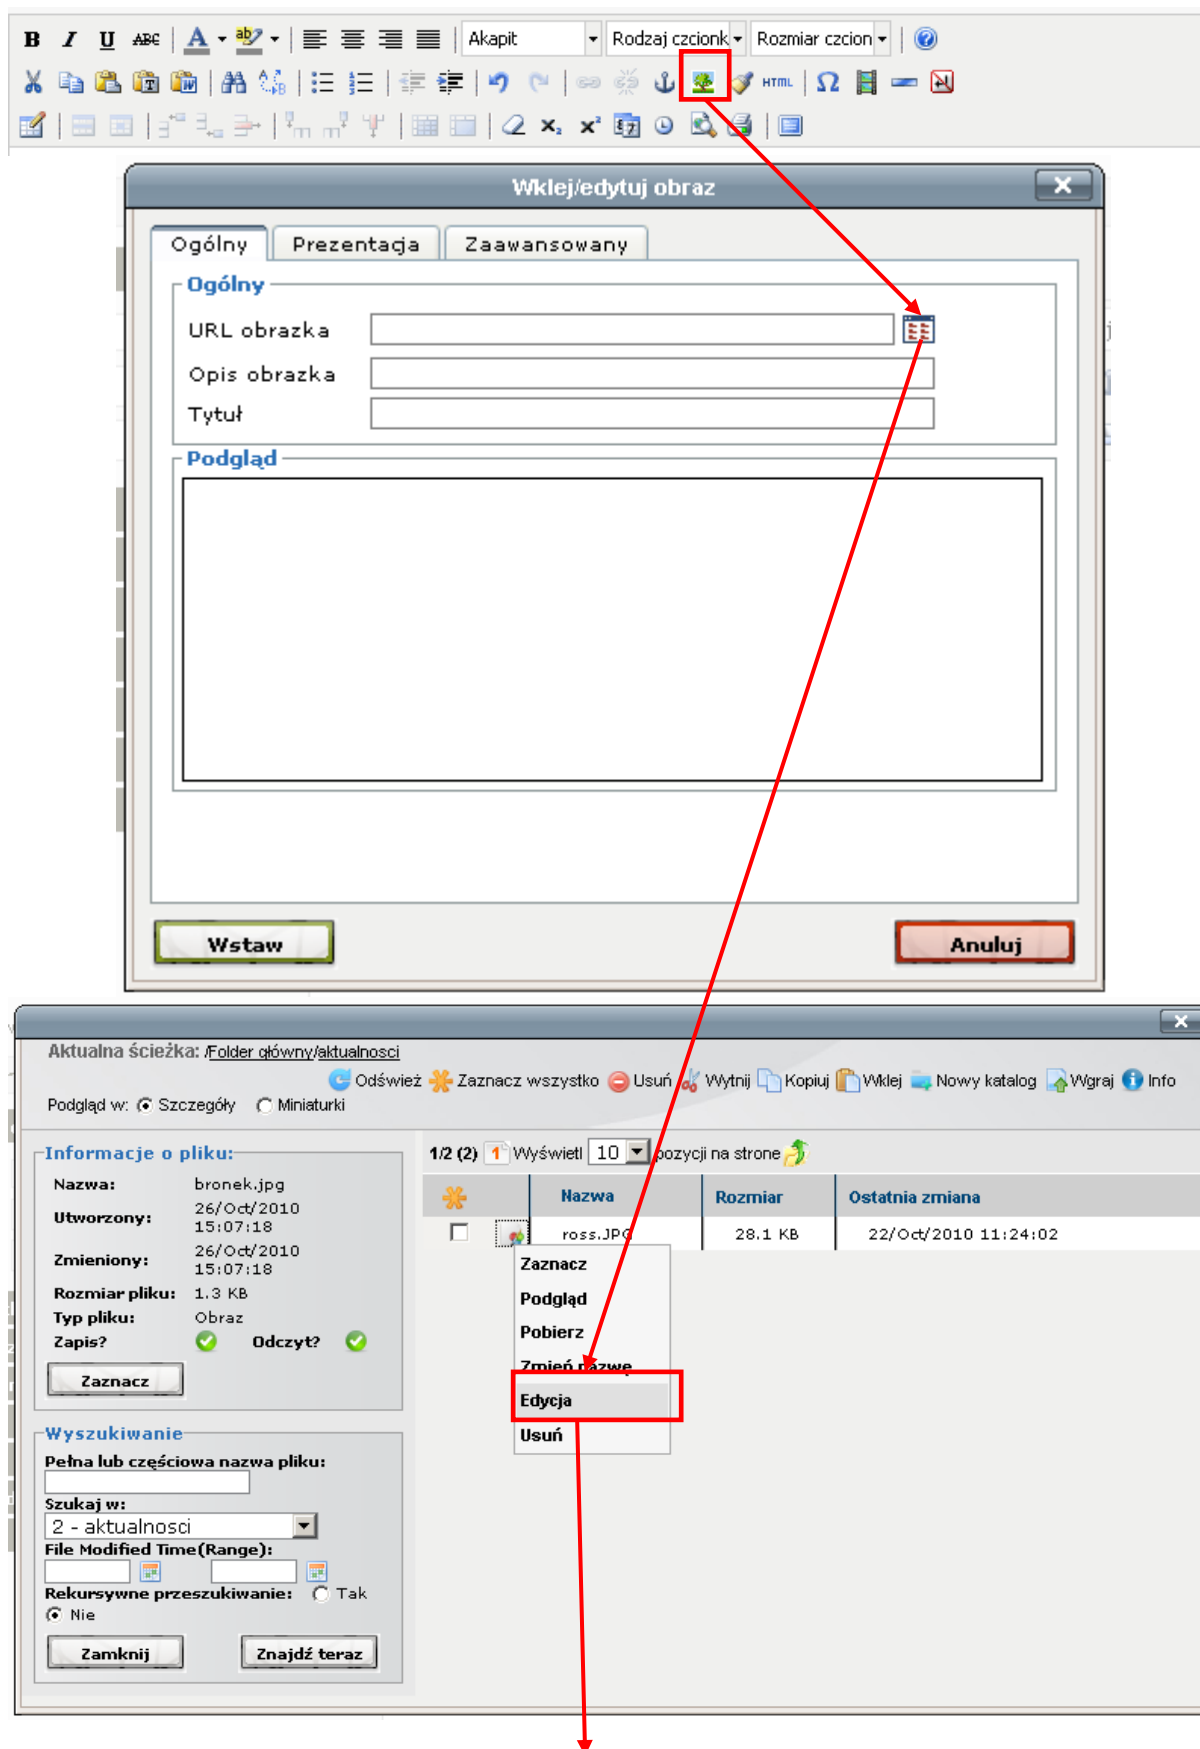 B I U ABC A ab Akapit Rodzaj czcionk Rozmiar czcion
HTML Ω
x₂ x²
Wklej/edytuj obraz
Ogólny Prezentacja Zaawansowany
Ogólny
URL obrazka
Opis obrazka
Tytuł
Podgląd
Wstaw Anuluj
Aktualna ścieżka: /Folder główny/aktualnosci
Odśwież Zaznacz wszystko Usuń Wytnij Kopiuj Wklej Nowy katalog Wgraj Info
Podgląd w: Szczegóły Miniaturki
Informacje o pliku:
Nazwa: bronek.jpg
Utworzony: 26/Oct/2010 15:07:18
Zmieniony: 26/Oct/2010 15:07:18
Rozmiar pliku: 1.3 KB
Typ pliku: Obraz
Zapis? Odczyt?
Zaznacz
Wyszukiwanie
Pełna lub częściowa nazwa pliku:
Szukaj w:
2 - aktualnosci
File Modified Time(Range):
Rekursywne przeszukiwanie: Tak
Nie
Zamknij Znajdź teraz
1/2 (2) 1 Wyświetl 10 pozycji na strone
Nazwa Rozmiar Ostatnia zmiana
ross.JPG 28.1 KB 22/Oct/2010 11:24:02
Zaznacz
Podgląd
Pobierz
Zmień nazwę
Edycja
Usuń